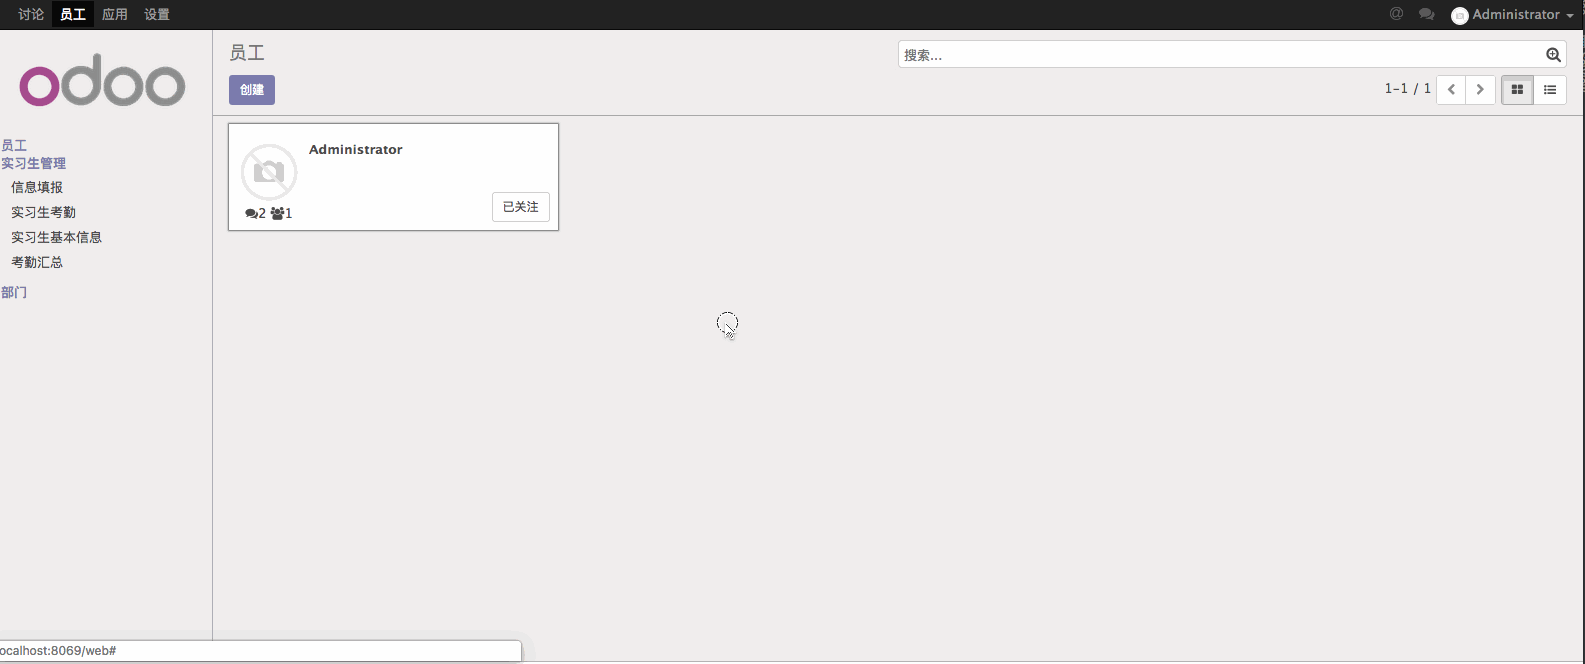 讨论 员工 应用 设置 @ Administrator
odoo
员工
搜索...
创建
1-1 / 1
员工
实习生管理
信息填报
实习生考勤
实习生基本信息
考勤汇总
部门
Administrator
2 1
已关注
ocalhost:8069/web#